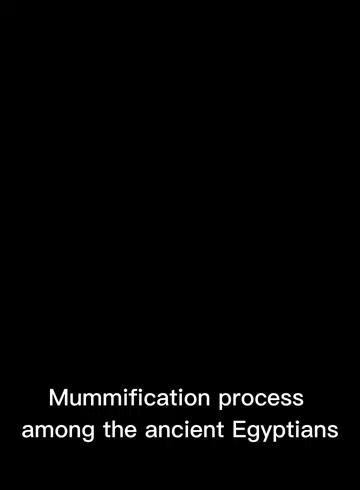 Mummification process
among the ancient Egyptians